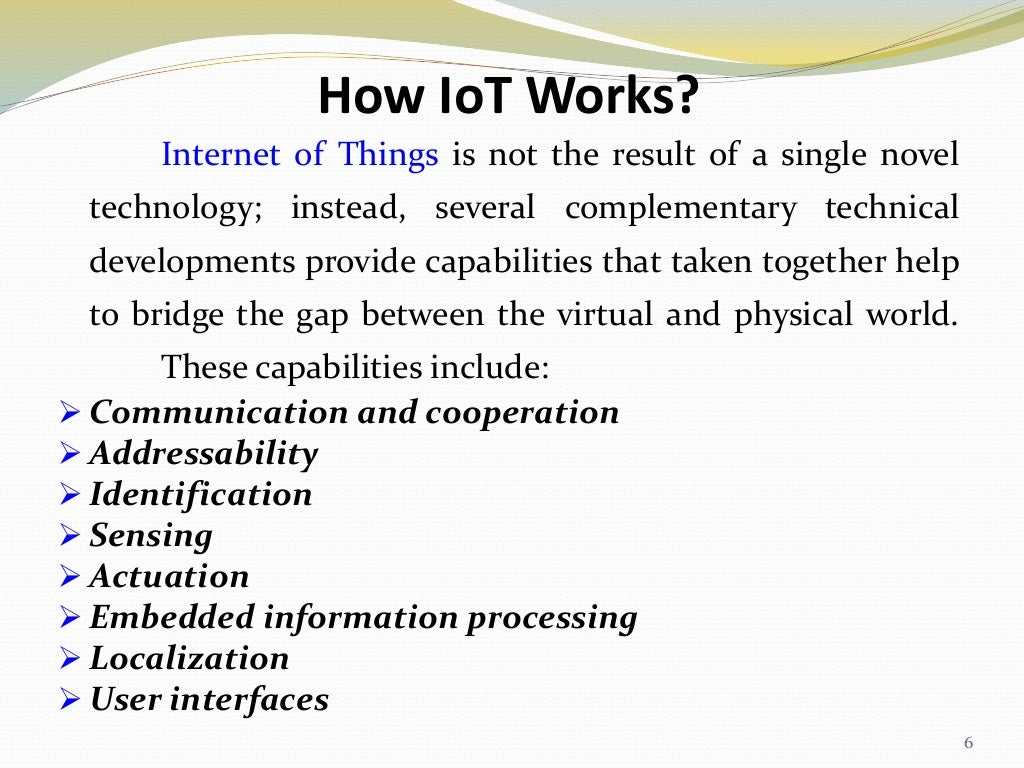 How IoT Works?
Internet of Things is not the result of a single novel
technology; instead, several complementary technical
developments provide capabilities that taken together help
to bridge the gap between the virtual and physical world.
These capabilities include:
➢ Communication and cooperation
➢ Addressability
➢ Identification
➢ Sensing
➢ Actuation
➢ Embedded information processing
➢ Localization
➢ User interfaces
6